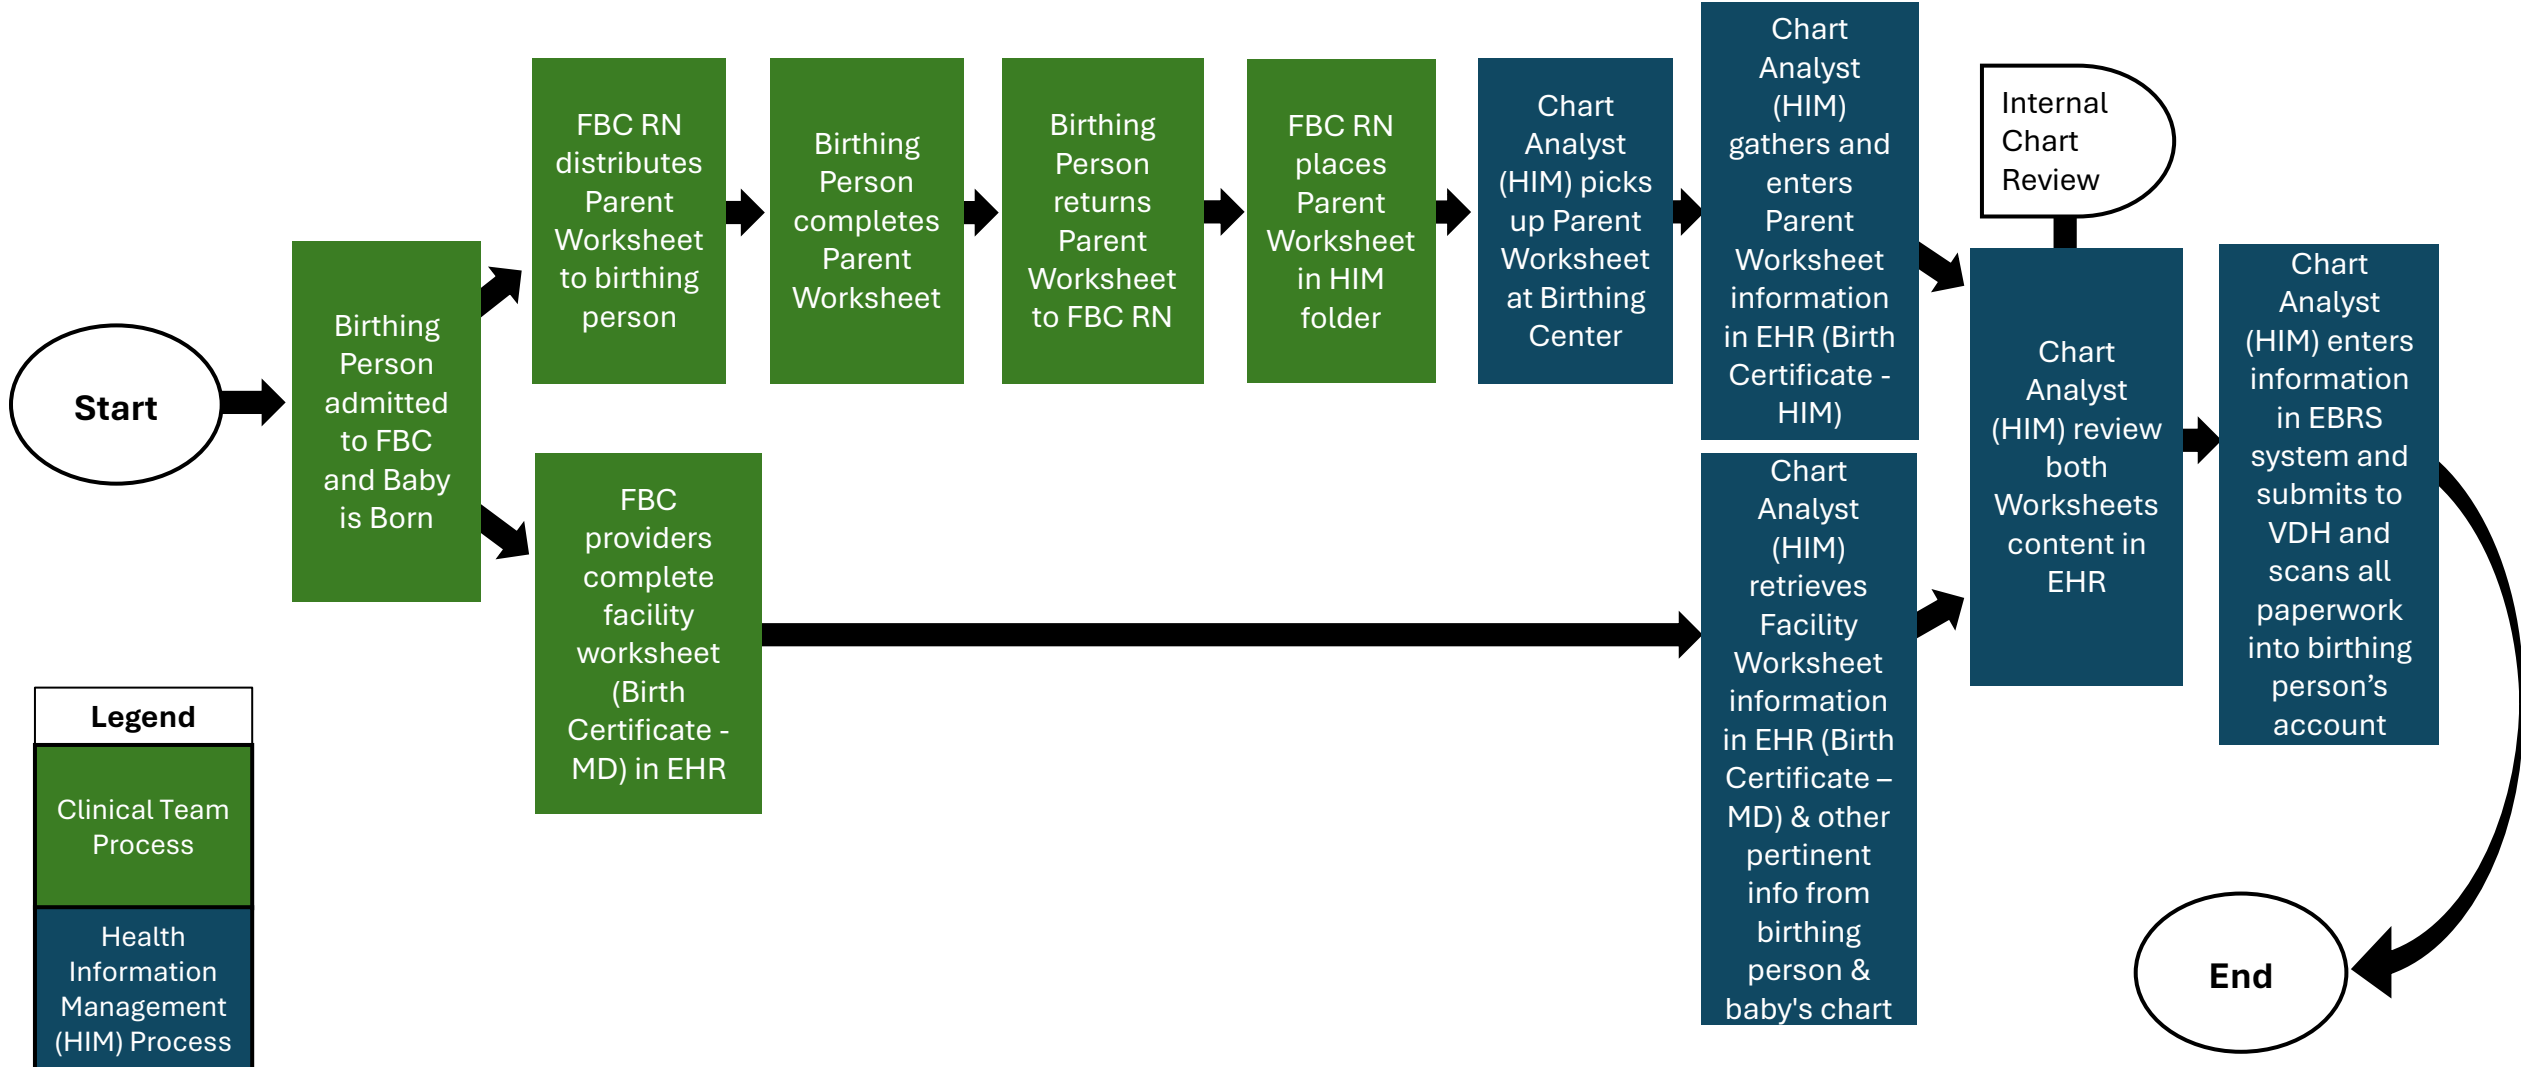 Start
Birthing
Person
admitted
to FBC
and Baby
is Born
FBC RN
distributes
Parent
Worksheet
to birthing
person
Birthing
Person
completes
Parent
Worksheet
Birthing
Person
returns
Parent
Worksheet
to FBC RN
FBC RN
places
Parent
Worksheet
in HIM
folder
Chart
Analyst
(HIM) picks
up Parent
Worksheet
at Birthing
Center
Chart
Analyst
(HIM)
gathers and
enters
Parent
Worksheet
information
in EHR (Birth
Certificate -
HIM)
FBC
providers
complete
facility
worksheet
(Birth
Certificate -
MD) in EHR
Chart
Analyst
(HIM)
retrieves
Facility
Worksheet
information
in EHR (Birth
Certificate –
MD) & other
pertinent
info from
birthing
person &
baby's chart
Internal
Chart
Review
Chart
Analyst
(HIM) review
both
Worksheets
content in
EHR
Chart
Analyst
(HIM) enters
information
in EBRS
system and
submits to
VDH and
scans all
paperwork
into birthing
person’s
account
End
Legend
Clinical Team
Process
Health
Information
Management
(HIM) Process